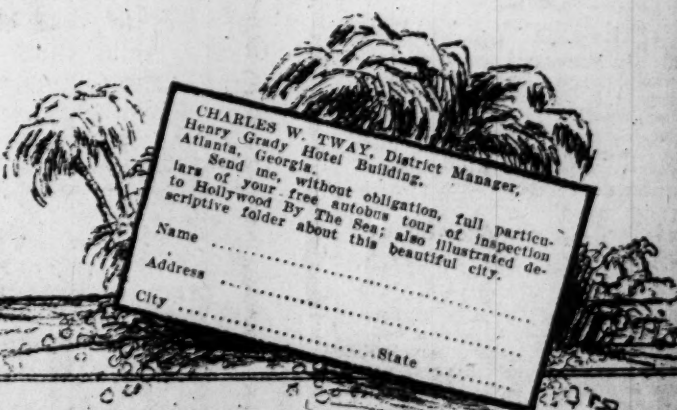 CHARLES W. TWAY, District Manager,
Henry Grady Hotel Building,
Atlanta, Georgia.
Send me, without obligation, full particu-
lars of your free autobus tour of inspection
to Hollywood By The Sea; also illustrated de-
scriptive folder about this beautiful city.
Name ........................................
Address ........................................
City ........................ State ............